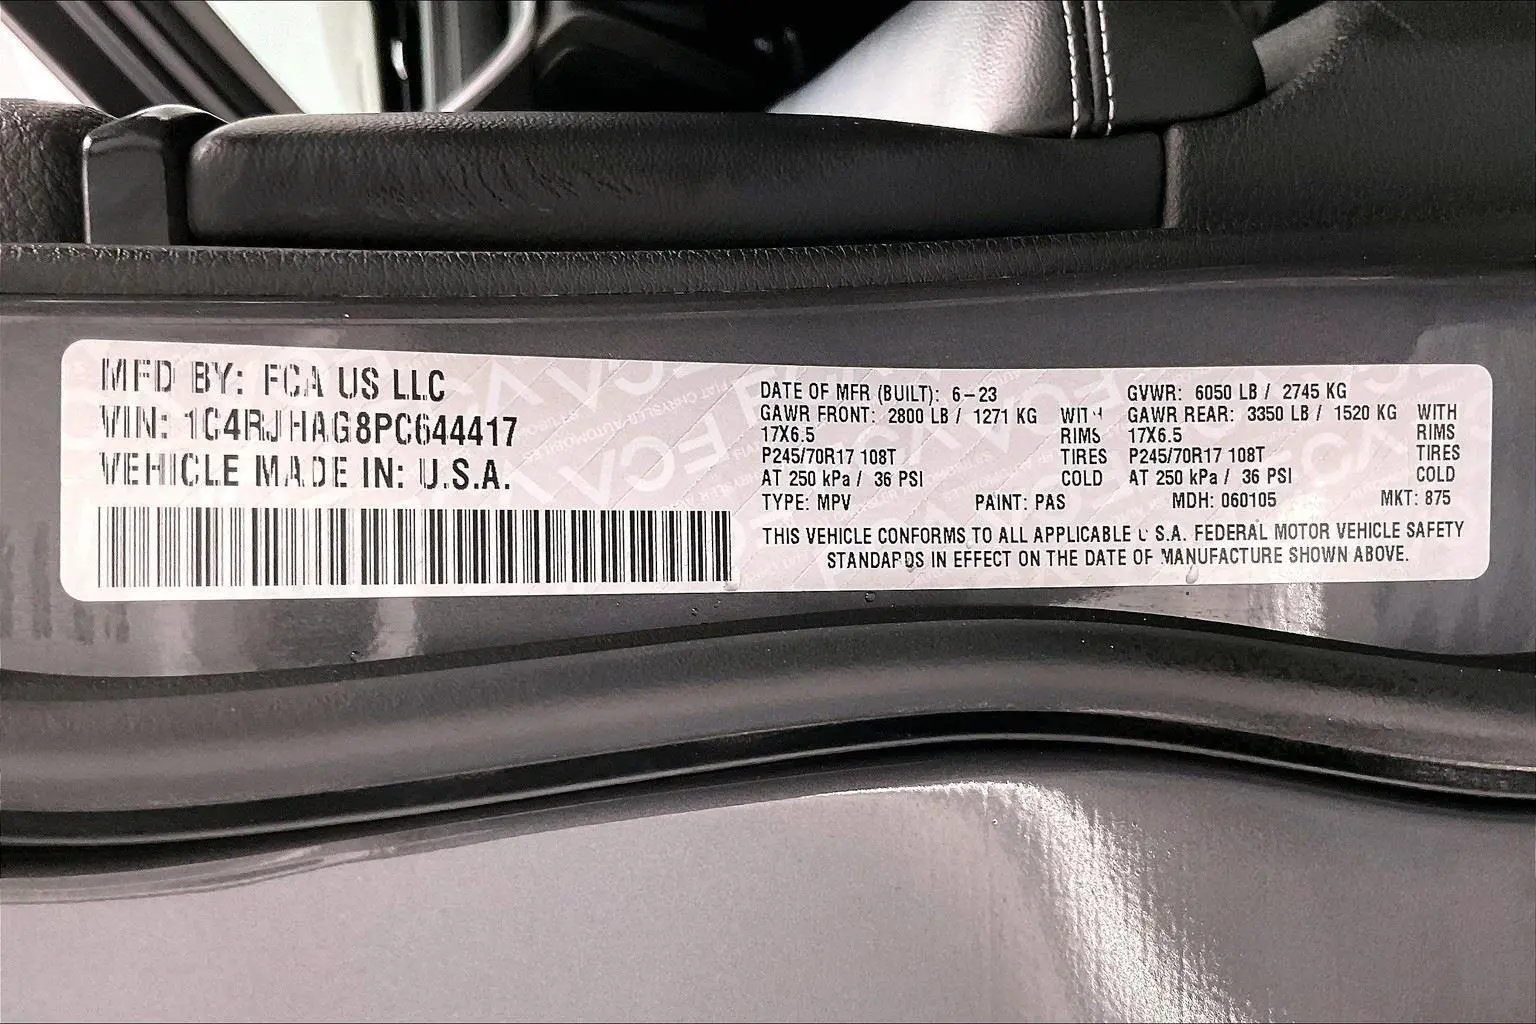 MFD BY: FCA US LLC
VIN: 1C4RJHAG8PC644417
VEHICLE MADE IN: U.S.A.
DATE OF MFR (BUILT): 6-23 GVWR: 6050 LB / 2745 KG
GAWR FRONT: 2800 LB / 1271 KG WITH GAWR REAR: 3350 LB / 1520 KG WITH
17X6.5 RIMS 17X6.5 RIMS
P245/70R17 108T TIRES P245/70R17 108T TIRES
AT 250 kPa / 36 PSI COLD AT 250 kPa / 36 PSI COLD
TYPE: MPV PAINT: PAS MDH: 060105 MKT: 875
THIS VEHICLE CONFORMS TO ALL APPLICABLE U.S.A. FEDERAL MOTOR VEHICLE SAFETY
STANDARDS IN EFFECT ON THE DATE OF MANUFACTURE SHOWN ABOVE.